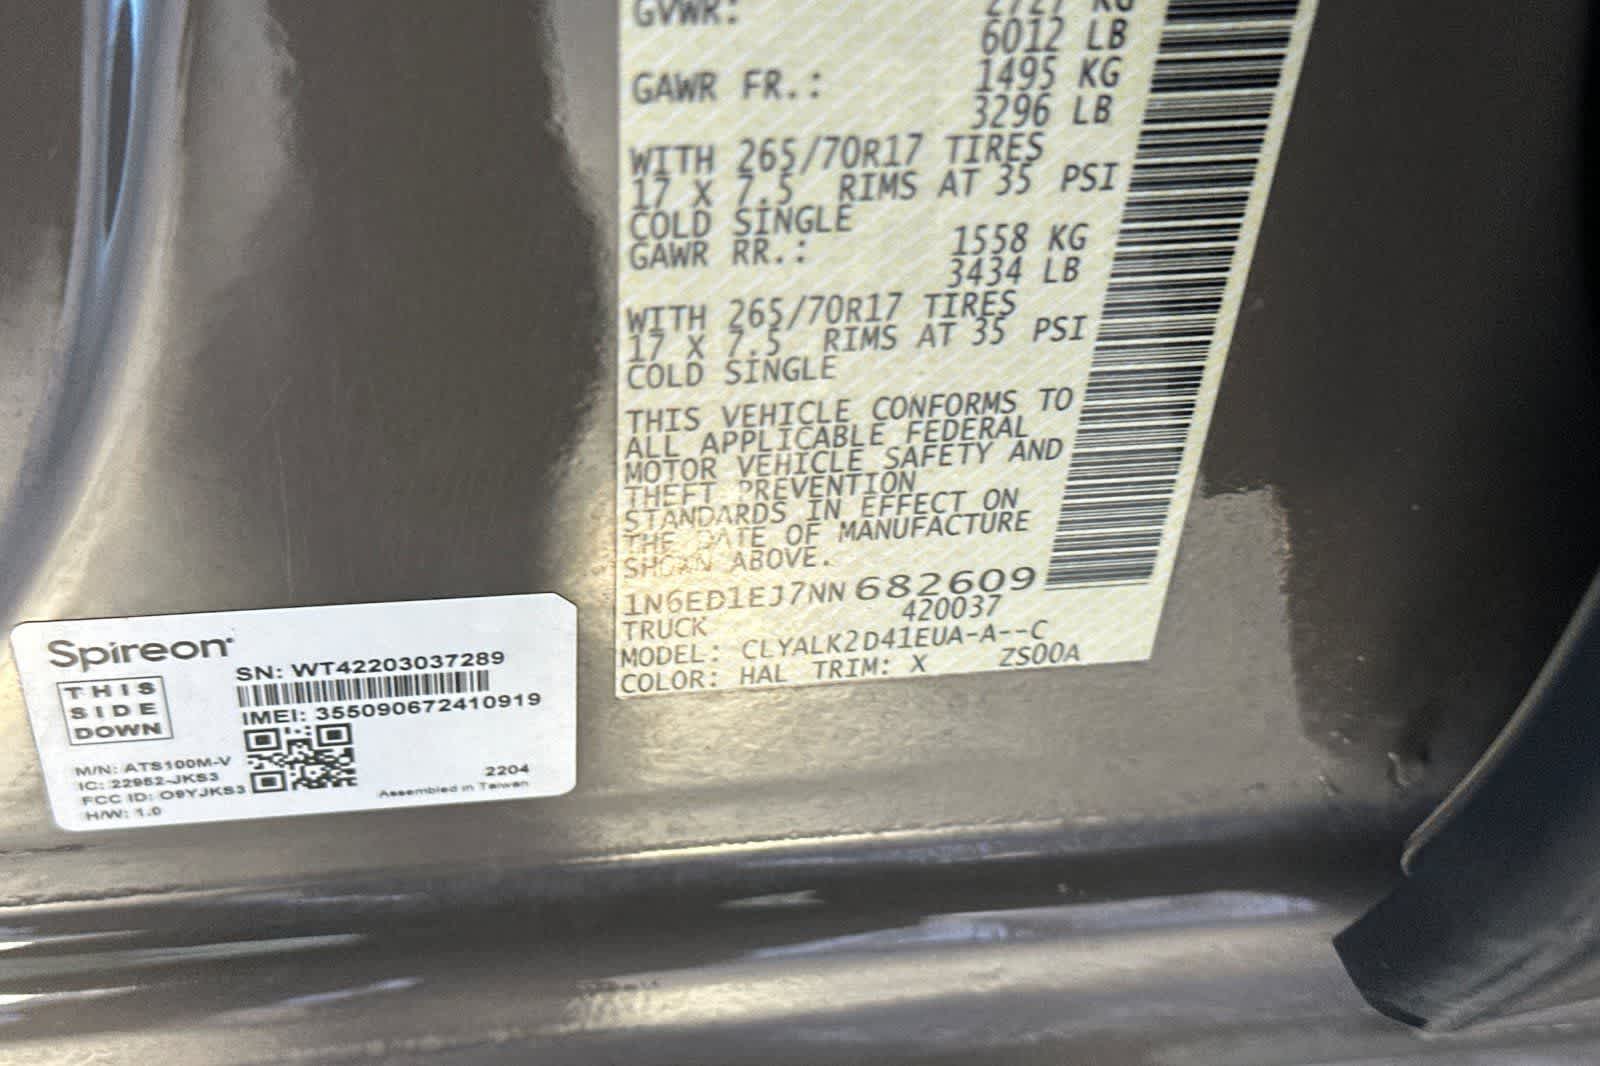 GVWR: 2727 KG
6012 LB
GAWR FR.: 1495 KG
3296 LB
WITH 265/70R17 TIRES
17 X 7.5 RIMS AT 35 PSI
COLD SINGLE
GAWR RR.: 1558 KG
3434 LB
WITH 265/70R17 TIRES
17 X 7.5 RIMS AT 35 PSI
COLD SINGLE
THIS VEHICLE CONFORMS TO
ALL APPLICABLE FEDERAL
MOTOR VEHICLE SAFETY AND
THEFT PREVENTION
STANDARDS IN EFFECT ON
THE DATE OF MANUFACTURE
SHOWN ABOVE.
1N6ED1EJ7NN682609
TRUCK 420037
MODEL: CLYALK2D41EUA-A--C
COLOR: HAL TRIM: X ZS00A
Spireon
THIS
SIDE
DOWN
SN: WT42203037289
IMEI: 355090672410919
M/N: ATS100M-V
IC: 22952-JKS3
FCC ID: O9YJKS3
H/W: 1.0
2204
Assembled in Taiwan